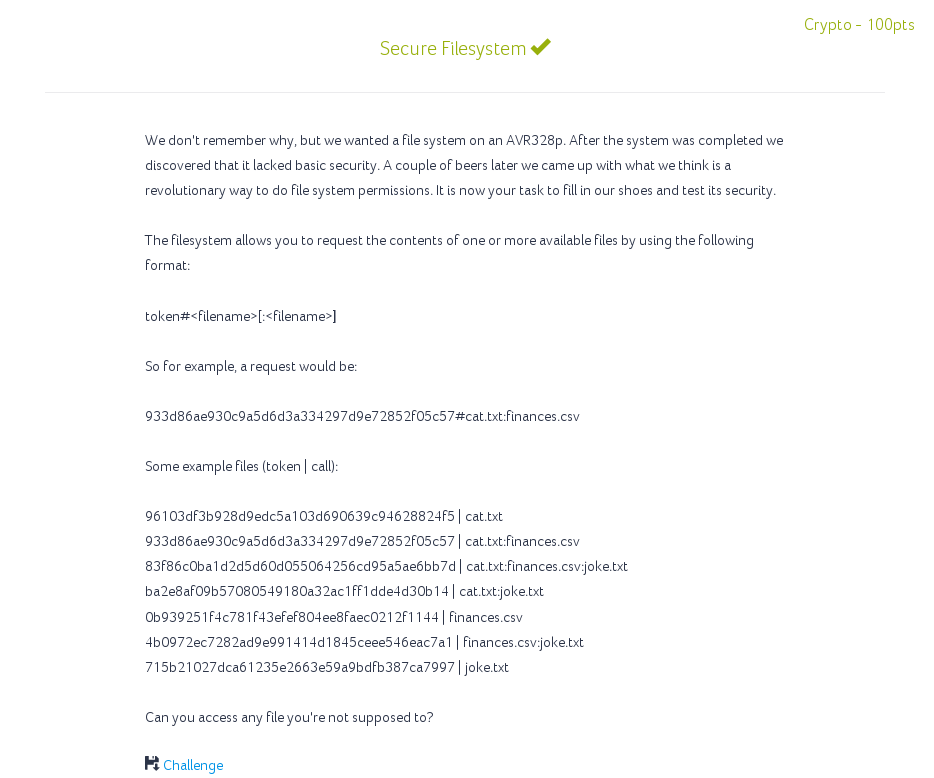 Crypto - 100pts
Secure Filesystem
We don't remember why, but we wanted a file system on an AVR328p. After the system was completed we
discovered that it lacked basic security. A couple of beers later we came up with what we think is a
revolutionary way to do file system permissions. It is now your task to fill in our shoes and test its security.
The filesystem allows you to request the contents of one or more available files by using the following
format:
token#<filename>[:<filename>]
So for example, a request would be:
933d86ae930c9a5d6d3a334297d9e72852f05c57#cat.txt:finances.csv
Some example files (token | call):
96103df3b928d9edc5a103d690639c94628824f5 | cat.txt
933d86ae930c9a5d6d3a334297d9e72852f05c57 | cat.txt:finances.csv
83f86c0ba1d2d5d60d055064256cd95a5ae6bb7d | cat.txt:finances.csv:joke.txt
ba2e8af09b57080549180a32ac1ff1dde4d30b14 | cat.txt:joke.txt
0b939251f4c781f43efef804ee8faec0212f1144 | finances.csv
4b0972ec7282ad9e991414d1845ceee546eac7a1 | finances.csv:joke.txt
715b21027dca61235e2663e59a9bdfb387ca7997 | joke.txt
Can you access any file you're not supposed to?
Challenge